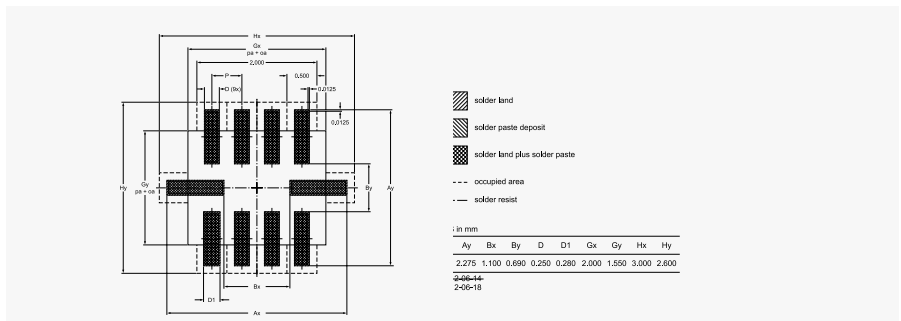 Hx
Gx
pa + oa
2.000
P
0.500
D (9x)
0.0125
0.0125
Hy
Gy
pa + oa
By
Ay
Bx
D1
Ax
solder land
solder paste deposit
solder land plus solder paste
occupied area
solder resist
in mm
Ay Bx By D D1 Gx Gy Hx Hy
2.275 1.100 0.690 0.250 0.280 2.000 1.550 3.000 2.600
2-06-14
2-06-18